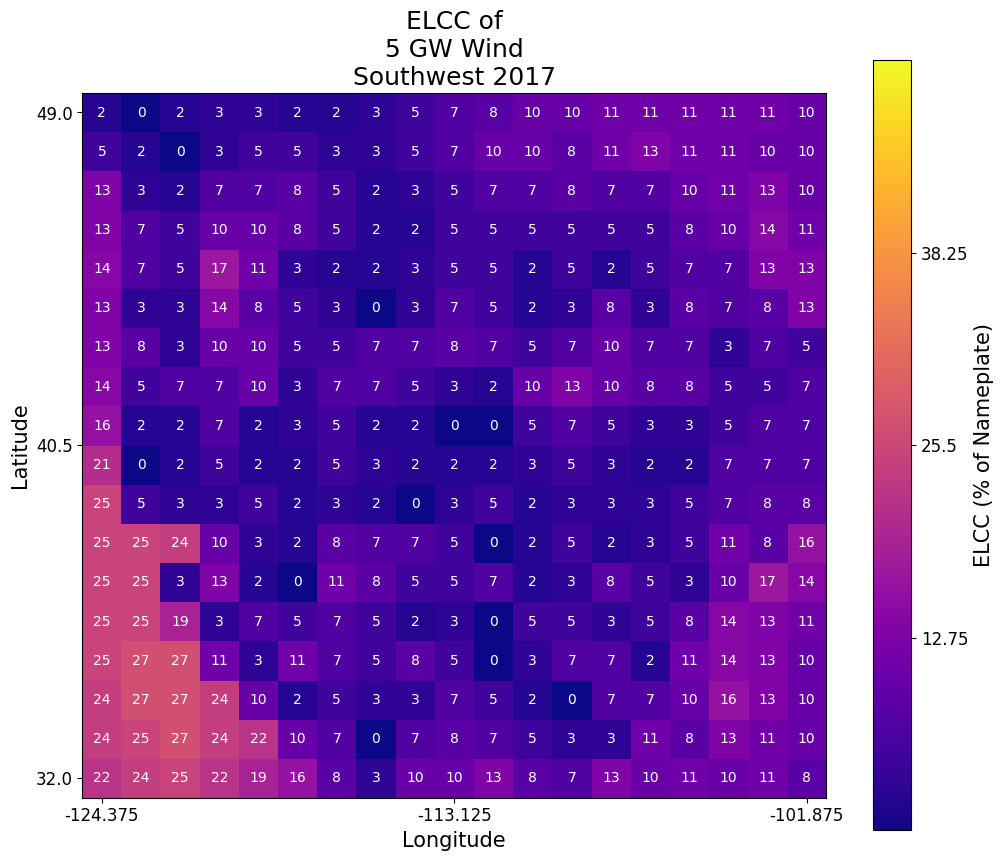 ELCC of
5 GW Wind
Southwest 2017
49.0
2 0 2 3 3 2 2 3 5 7 8 10 10 11 11 11 11 11 10
5 2 0 3 5 5 3 3 5 7 10 10 8 11 13 11 11 10 10
13 3 2 7 7 8 5 2 3 5 7 7 8 7 7 10 11 13 10
13 7 5 10 10 8 5 2 2 5 5 5 5 5 5 8 10 14 11
14 7 5 17 11 3 2 2 3 5 5 2 5 2 5 7 7 13 13
13 3 3 14 8 5 3 0 3 7 5 2 3 8 3 8 7 8 13
13 8 3 10 10 5 5 7 7 8 7 5 7 10 7 7 3 7 5
14 5 7 7 10 3 7 7 5 3 2 10 13 10 8 8 5 5 7
40.5
16 2 2 7 2 3 5 2 2 0 0 5 7 5 3 3 5 7 7
21 0 2 5 2 2 5 3 2 2 2 3 5 3 2 2 7 7 7
25 5 3 3 5 2 3 2 0 3 5 2 3 3 3 5 7 8 8
25 25 24 10 3 2 8 7 7 5 0 2 5 2 3 5 11 8 16
25 25 3 13 2 0 11 8 5 5 7 2 3 8 5 3 10 17 14
25 25 19 3 7 5 7 5 2 3 0 5 5 3 5 8 14 13 11
25 27 27 11 3 11 7 5 8 5 0 3 7 7 2 11 14 13 10
24 27 27 24 10 2 5 3 3 7 5 2 0 7 7 10 16 13 10
24 25 27 24 22 10 7 0 7 8 7 5 3 3 11 8 13 11 10
32.0
22 24 25 22 19 16 8 3 10 10 13 8 7 13 10 11 10 11 8
-124.375
-113.125
-101.875
Longitude
Latitude
38.25
25.5
12.75
ELCC (% of Nameplate)